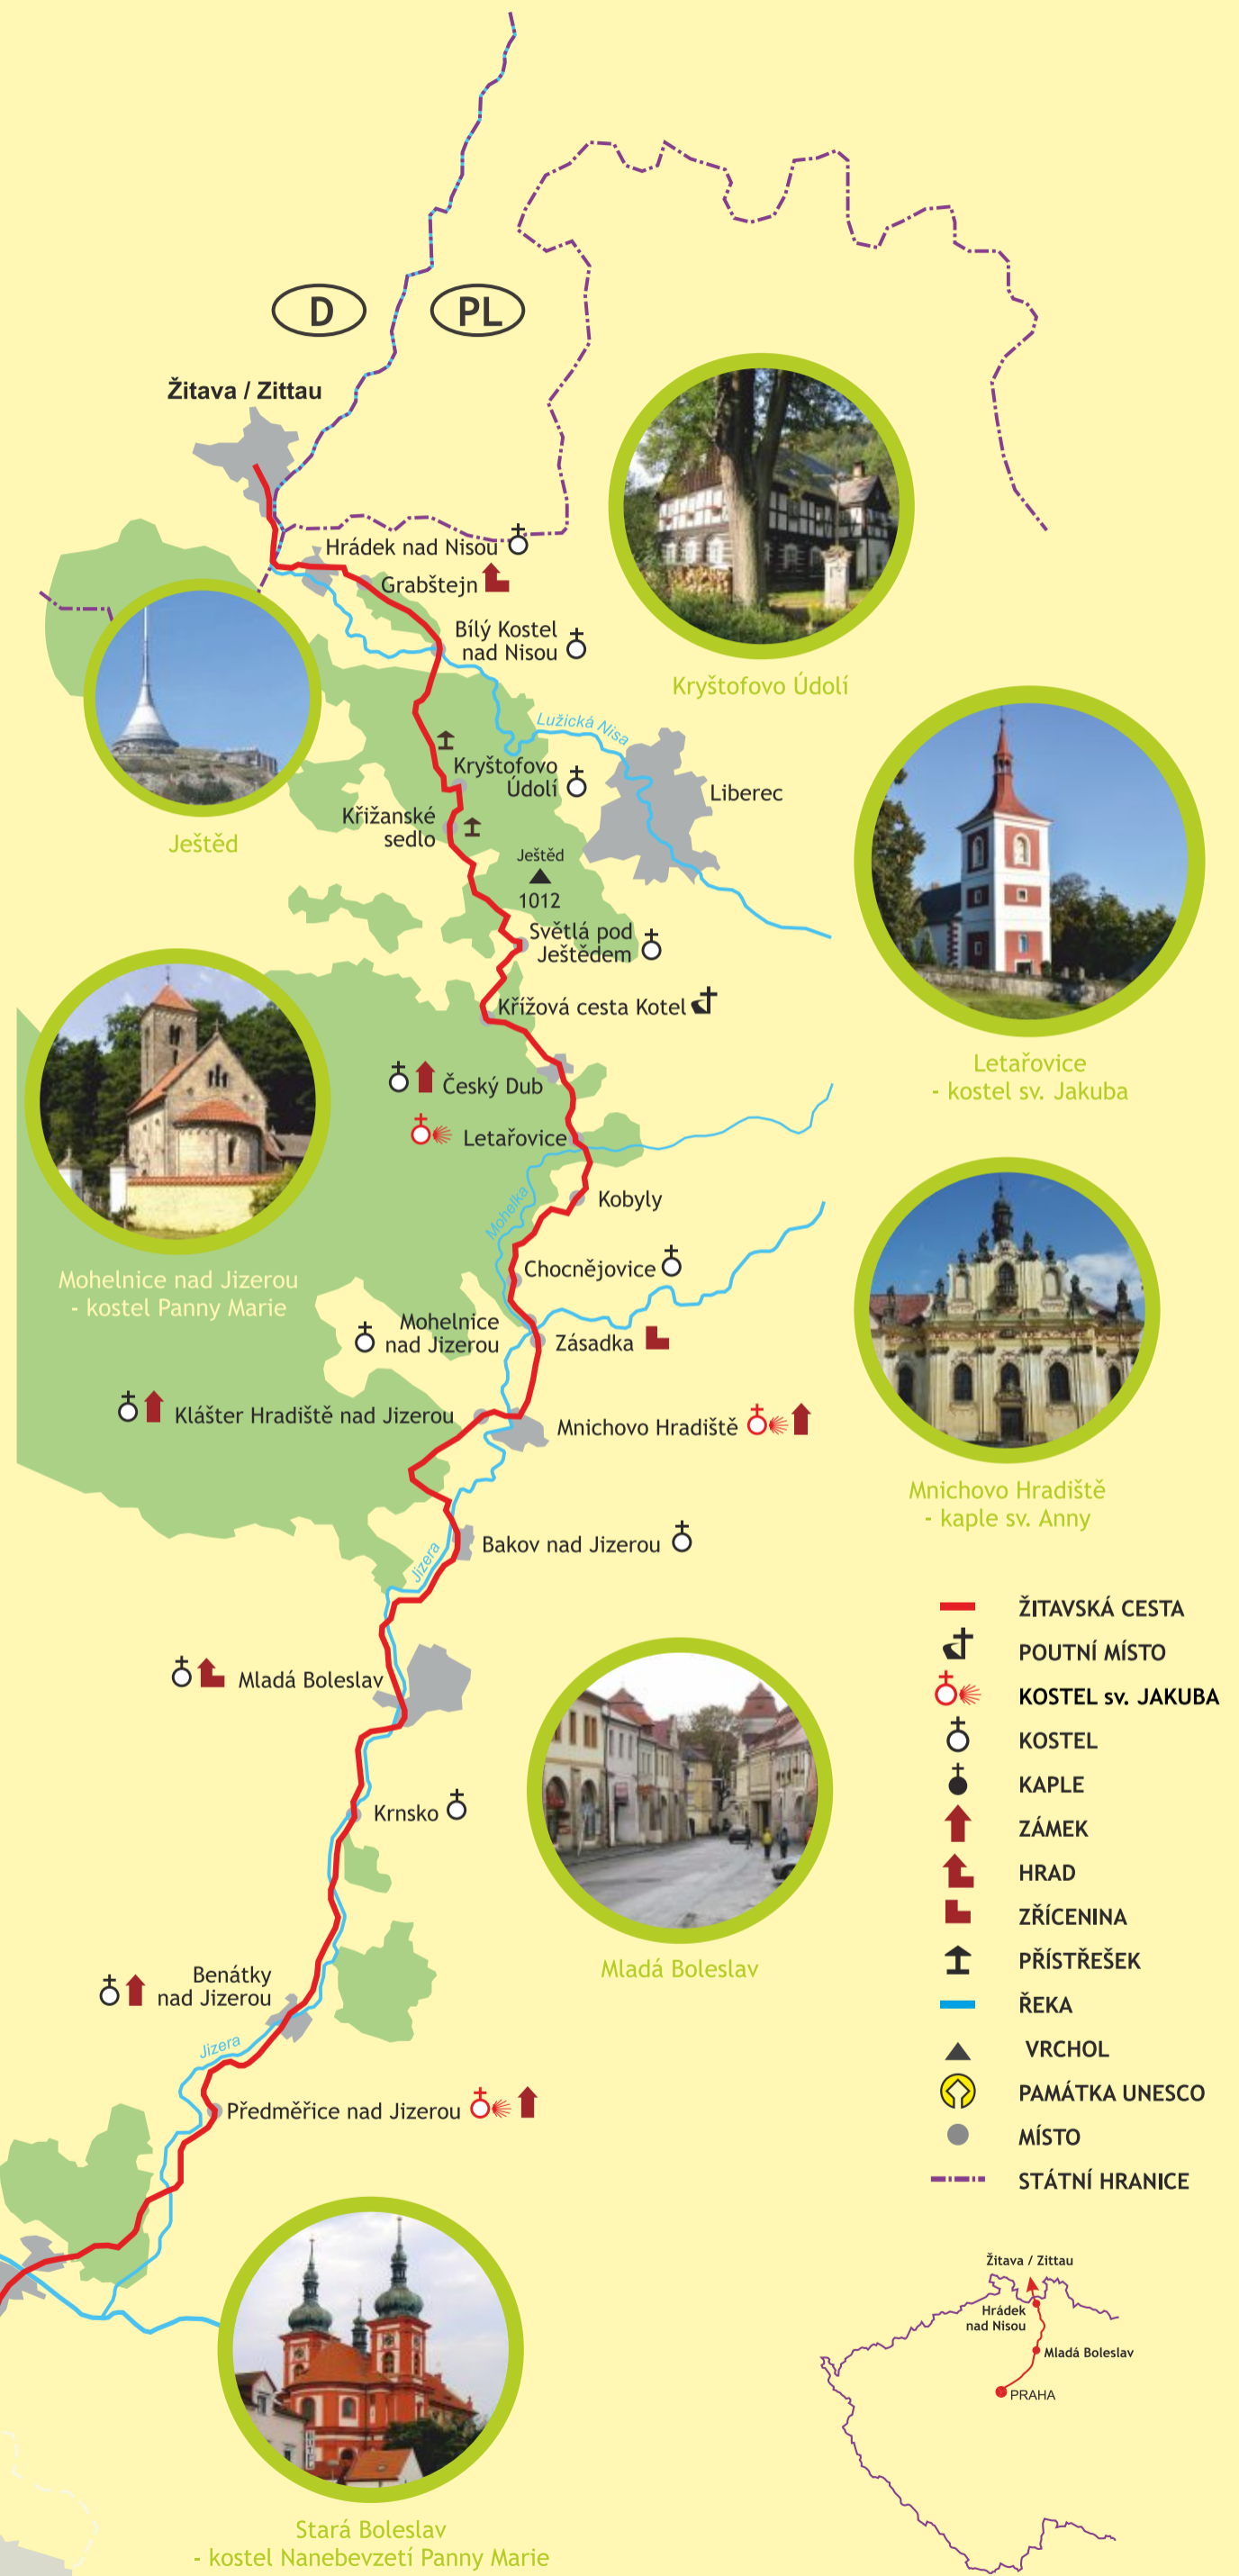 D
PL
Žitava / Zittau
Hrádek nad Nisou
Grabštejn
Bílý Kostel
nad Nisou
Kryštofovo Údolí
Lužická Nisa
Kryštofovo
Údolí
Liberec
Křižanské
sedlo
Ještěd
Ještěd
1012
Světlá pod
Ještědem
Křížová cesta Kotel
Letařovice
- kostel sv. Jakuba
Český Dub
Letařovice
Mohelka
Kobyly
Chocnějovice
Mohelnice nad Jizerou
- kostel Panny Marie
Mohelnice
nad Jizerou
Zásadka
Klášter Hradiště nad Jizerou
Mnichovo Hradiště
Mnichovo Hradiště
- kaple sv. Anny
Bakov nad Jizerou
Jizera
Mladá Boleslav
Krnsko
Mladá Boleslav
Benátky
nad Jizerou
Jizera
Předměřice nad Jizerou
ŽITAVSKÁ CESTA
POUTNÍ MÍSTO
KOSTEL sv. JAKUBA
KOSTEL
KAPLE
ZÁMEK
HRAD
ZŘÍCENINA
PŘÍSTŘEŠEK
ŘEKA
VRCHOL
PAMÁTKA UNESCO
MÍSTO
STÁTNÍ HRANICE
Žitava / Zittau
Hrádek
nad Nisou
Mladá Boleslav
PRAHA
HOTEL
Stará Boleslav
- kostel Nanebevzetí Panny Marie